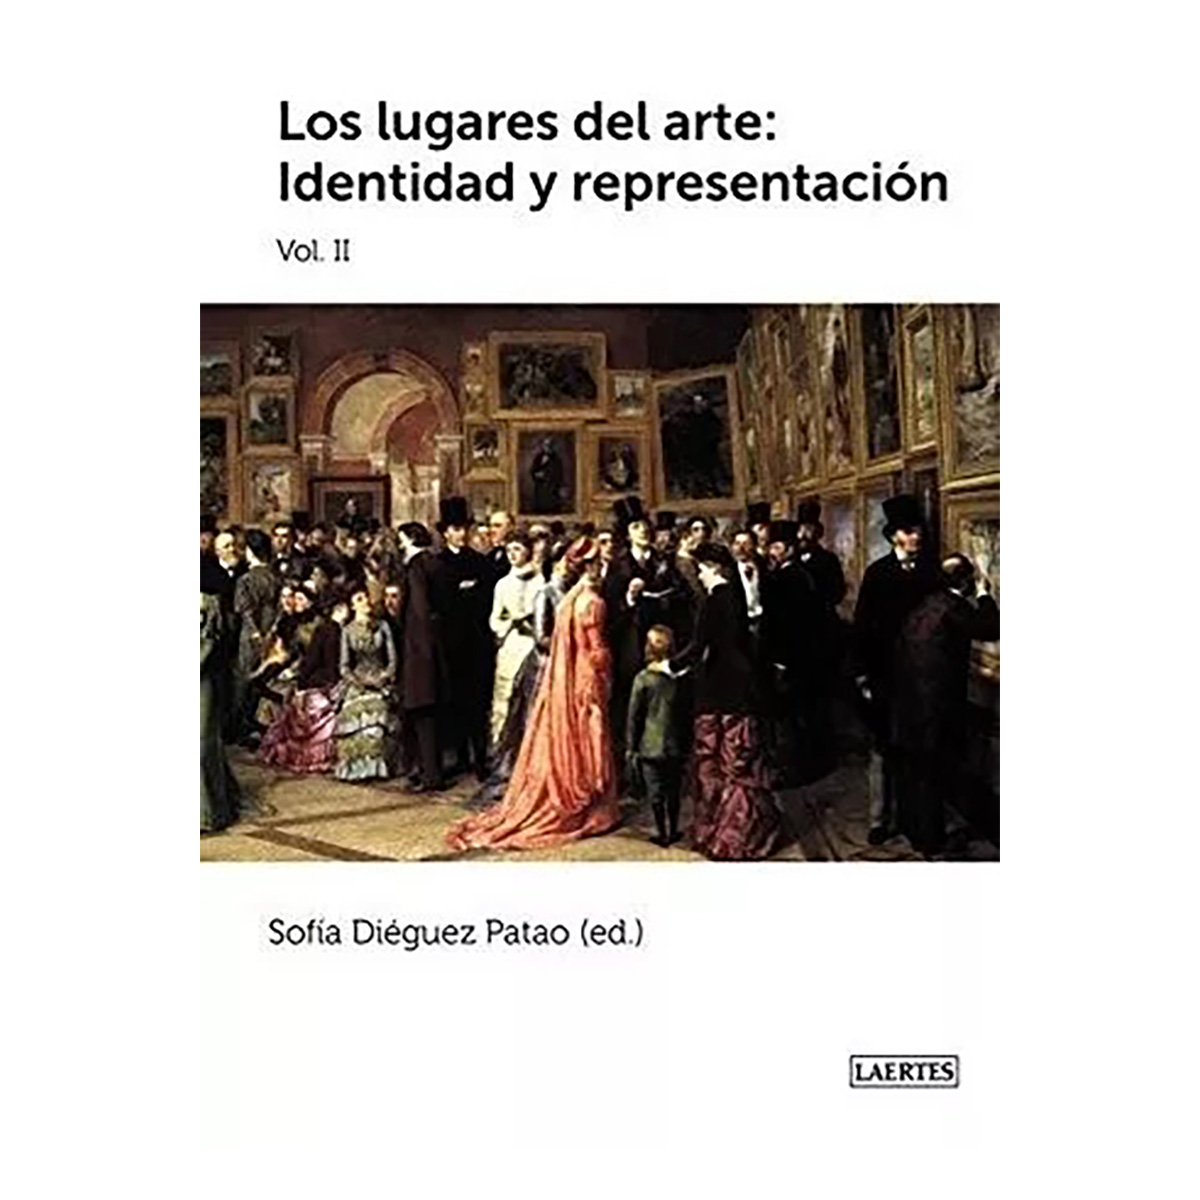 Los lugares del arte:
Identidad y representación
Vol. II
Sofía Diéguez Patao (ed.)
LAERTES